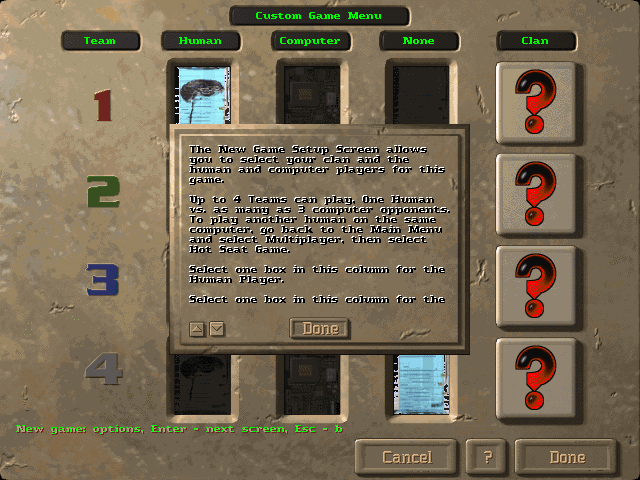 Custom Game Menu
Team Human Computer None Clan
1
The New Game Setup Screen allows
you to select your clan and the
human and computer players for this
game.
2
Up to 4 Teams can play. One Human
vs. as many as 3 computer opponents.
To play another human on the same
computer, go back to the Main Menu
and select Multiplayer, then select
Hot Seat Game.
3
Select one box in this column for the
Human Player.
Select one box in this column for the
Done
4
New game: options, Enter - next screen, Esc - b
Cancel ? Done